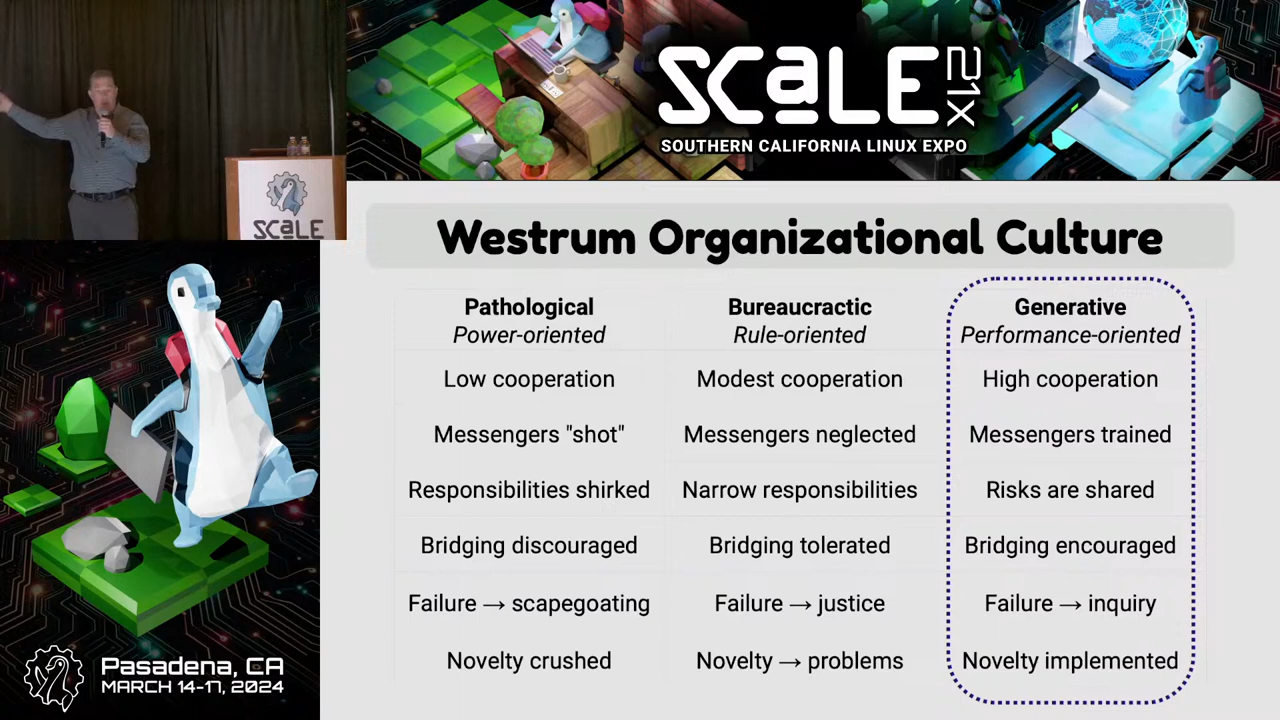 SCALE 21X
SOUTHERN CALIFORNIA LINUX EXPO
SCALE
Westrum Organizational Culture
Pathological Bureaucractic Generative
Power-oriented Rule-oriented Performance-oriented
Low cooperation Modest cooperation High cooperation
Messengers "shot" Messengers neglected Messengers trained
Responsibilities shirked Narrow responsibilities Risks are shared
Bridging discouraged Bridging tolerated Bridging encouraged
Failure → scapegoating Failure → justice Failure → inquiry
Novelty crushed Novelty → problems Novelty implemented
Pasadena, CA
MARCH 14-17, 2024